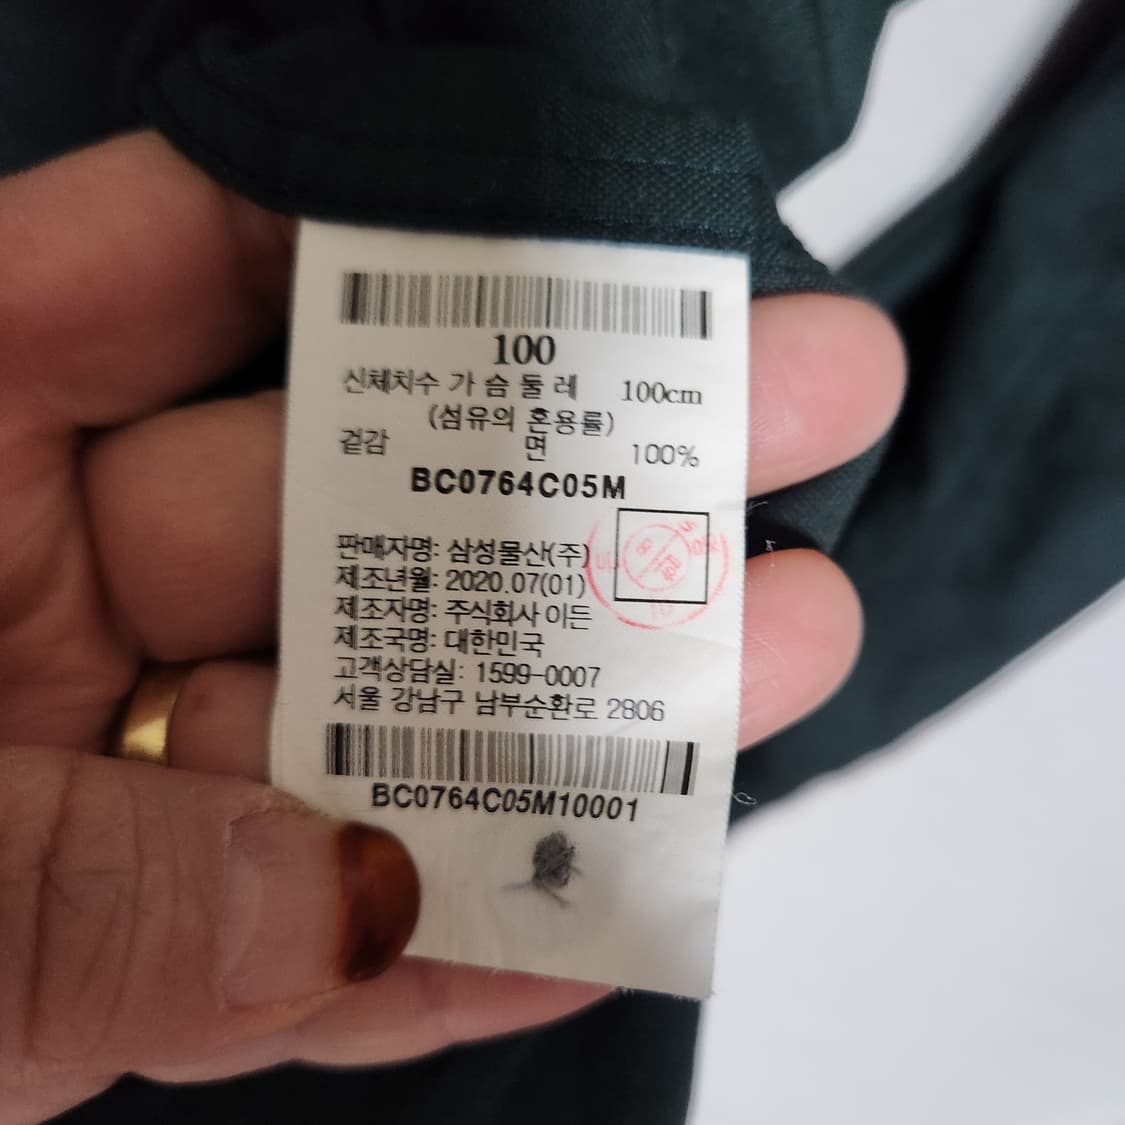 100
신체치수 가 슴 둘 레 100cm
(섬유의 혼용률)
겉감 면 100%
BC0764C05M
판매자명: 삼성물산(주)
제조년월: 2020.07(01)
제조자명: 주식회사 이든
제조국명: 대한민국
고객상담실: 1599-0007
서울 강남구 남부순환로 2806
BC0764C05M10001